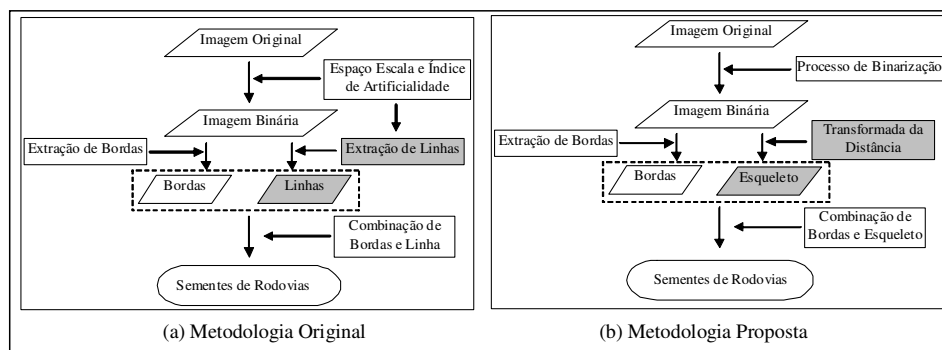 Imagem Original
Espaço Escala e Índice
de Artificialidade
Imagem Binária
Extração de Bordas
Extração de Linhas
Bordas
Linhas
Combinação de
Bordas e Linha
Sementes de Rodovias
(a) Metodologia Original
Imagem Original
Processo de Binarização
Imagem Binária
Extração de Bordas
Transformada da
Distância
Bordas
Esqueleto
Combinação de
Bordas e Esqueleto
Sementes de Rodovias
(b) Metodologia Proposta